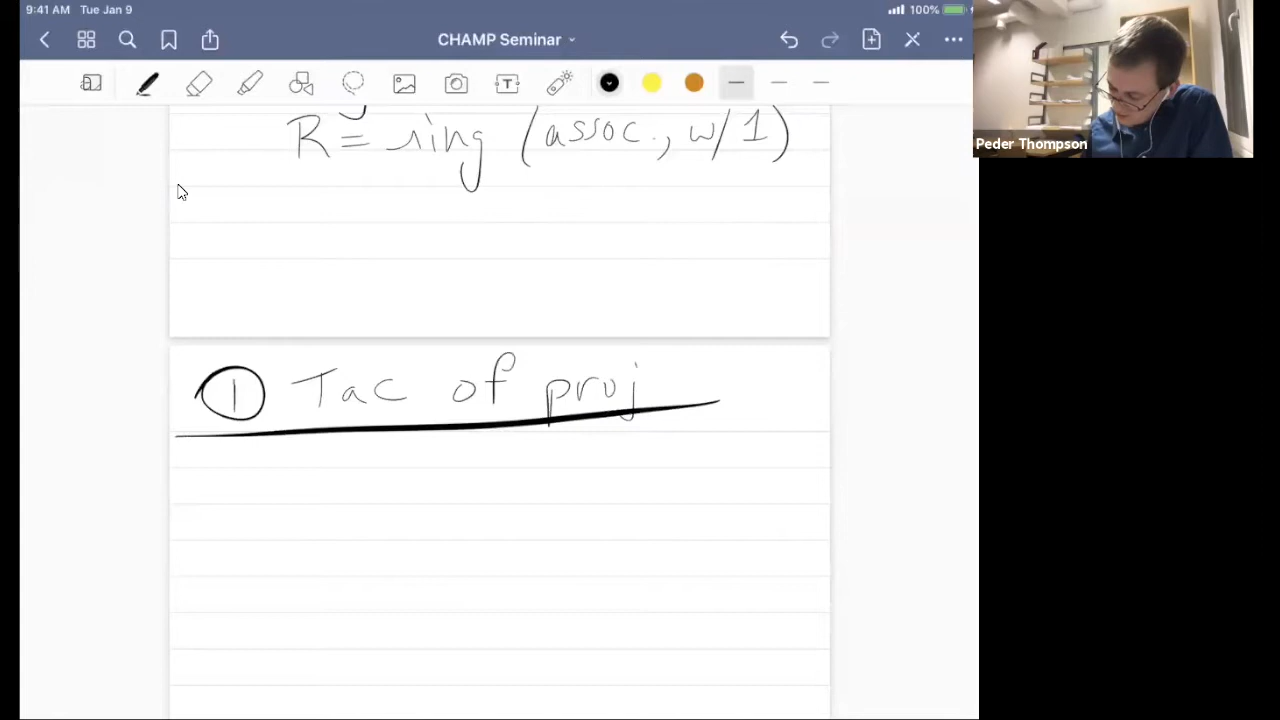 9:41 AM Tue Jan 9
100%
CHAMP Seminar
R = ring (assoc., w/ 1)
Peder Thompson
① Tac of proj